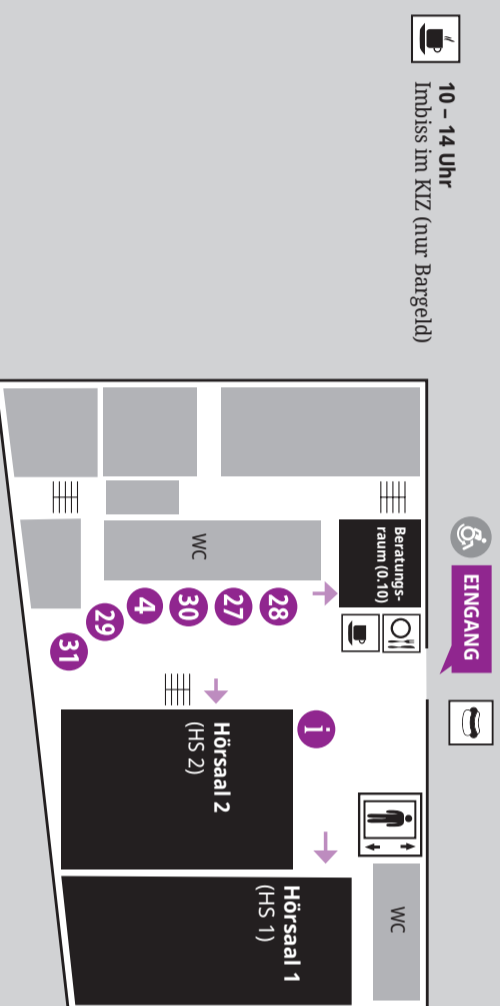 10 – 14 Uhr
Imbiss im KIZ (nur Bargeld)
EINGANG
Beratungs-
raum (0.10)
WC
28
27
30
4
29
31
i
Hörsaal 2
(HS 2)
Hörsaal 1
(HS 1)
WC